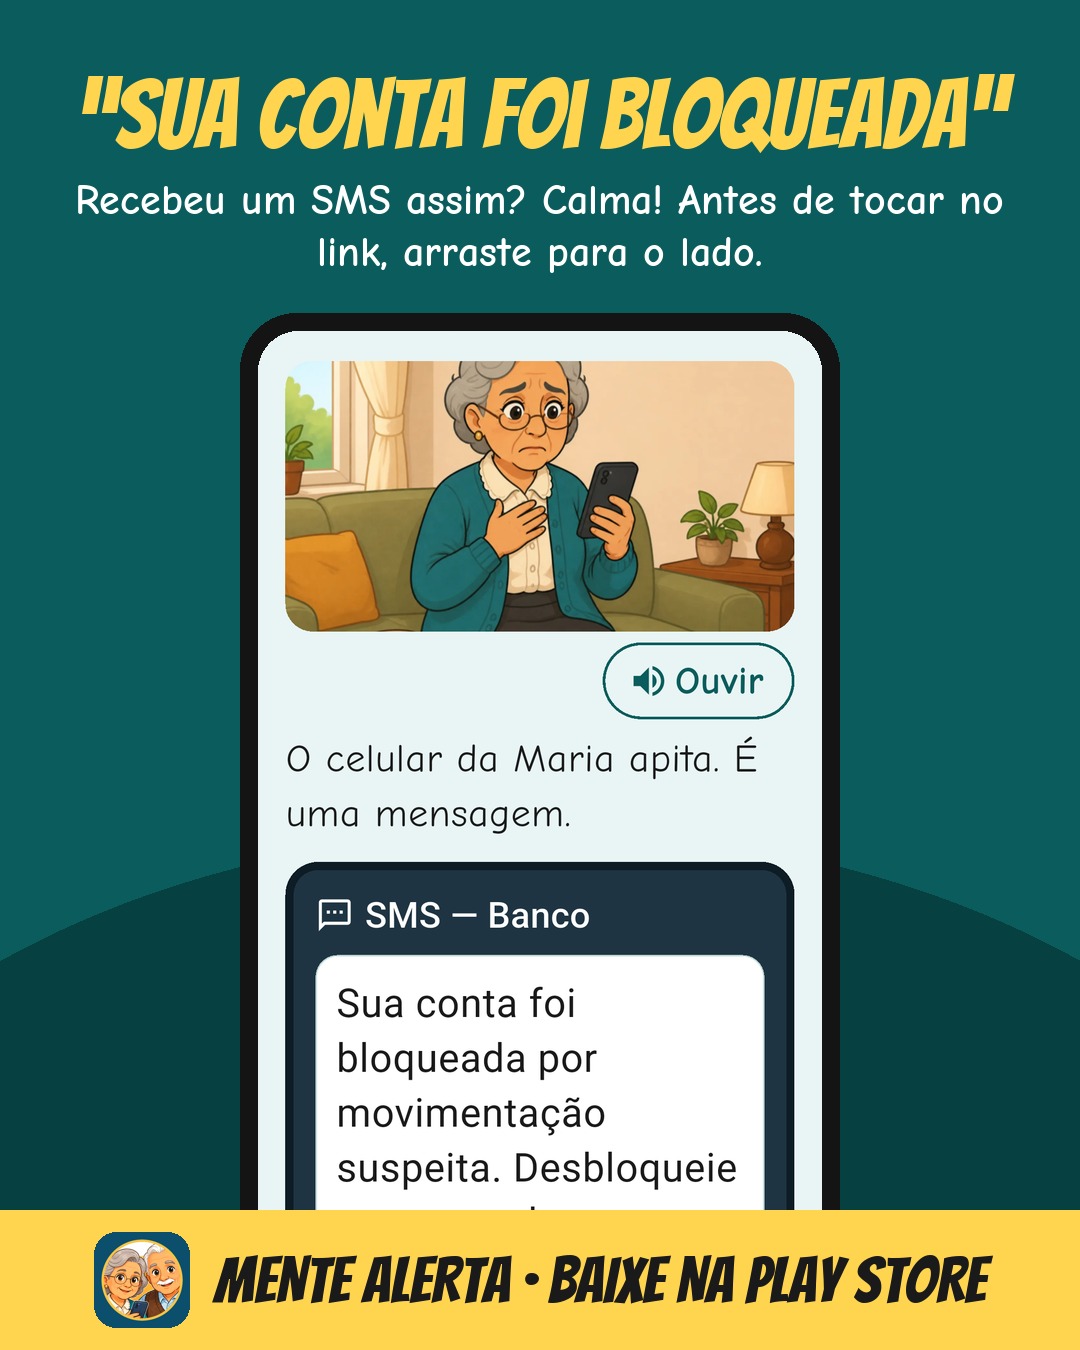 "SUA CONTA FOI BLOQUEADA"
Recebeu um SMS assim? Calma! Antes de tocar no
link, arraste para o lado.
Ouvir
O celular da Maria apita. É
uma mensagem.
SMS — Banco
Sua conta foi
bloqueada por
movimentação
suspeita. Desbloqueie
MENTE ALERTA • BAIXE NA PLAY STORE